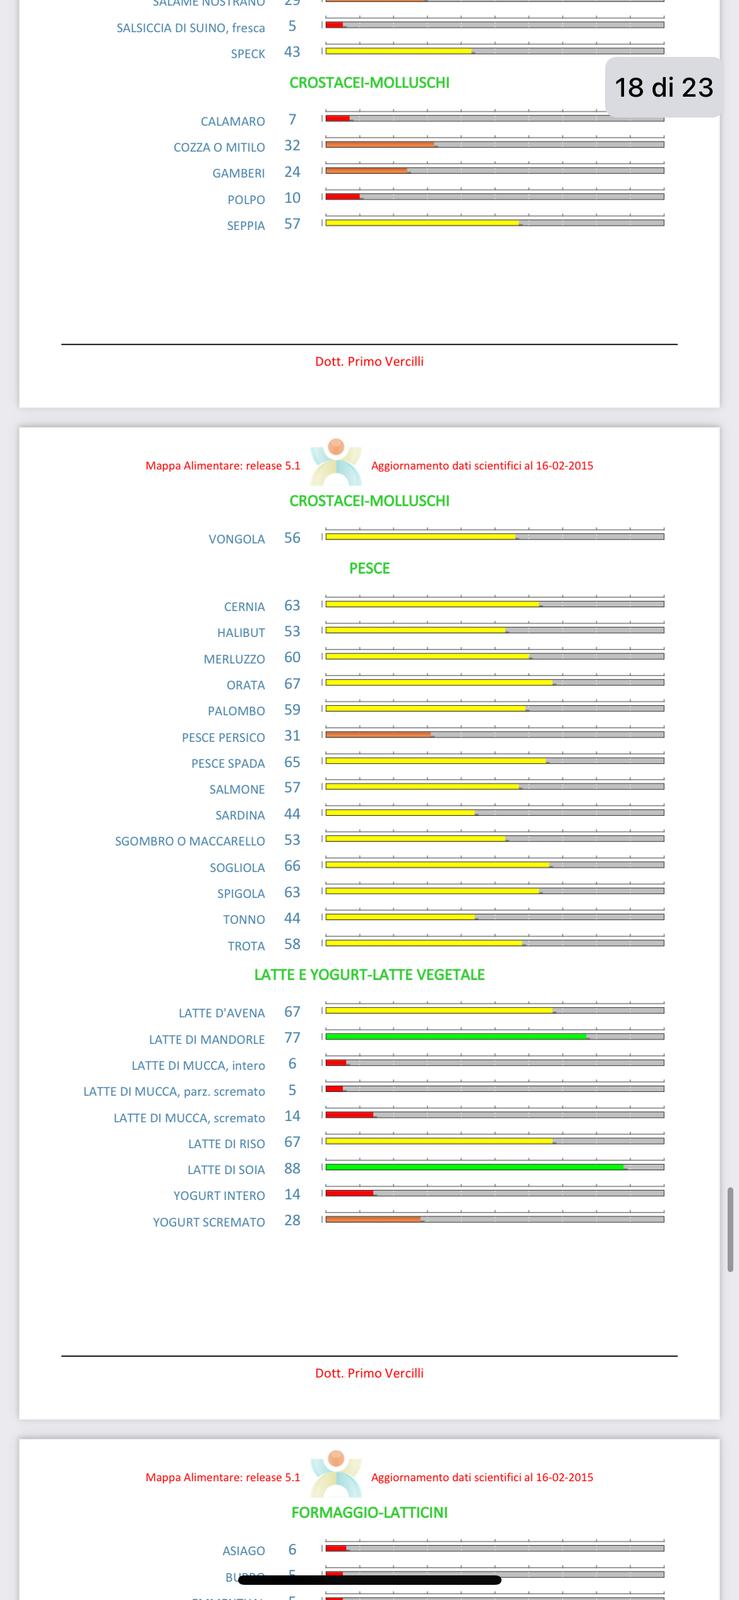 SALAME NOSTRANO 29
SALSICCIA DI SUINO, fresca 5
SPECK 43
18 di 23
CROSTACEI-MOLLUSCHI
CALAMARO 7
COZZA O MITILO 32
GAMBERI 24
POLPO 10
SEPPIA 57
Dott. Primo Vercilli
Mappa Alimentare: release 5.1 Aggiornamento dati scientifici al 16-02-2015
CROSTACEI-MOLLUSCHI
VONGOLA 56
PESCE
CERNIA 63
HALIBUT 53
MERLUZZO 60
ORATA 67
PALOMBO 59
PESCE PERSICO 31
PESCE SPADA 65
SALMONE 57
SARDINA 44
SGOMBRO O MACCARELLO 53
SOGLIOLA 66
SPIGOLA 63
TONNO 44
TROTA 58
LATTE E YOGURT-LATTE VEGETALE
LATTE D'AVENA 67
LATTE DI MANDORLE 77
LATTE DI MUCCA, intero 6
LATTE DI MUCCA, parz. scremato 5
LATTE DI MUCCA, scremato 14
LATTE DI RISO 67
LATTE DI SOIA 88
YOGURT INTERO 14
YOGURT SCREMATO 28
Dott. Primo Vercilli
Mappa Alimentare: release 5.1 Aggiornamento dati scientifici al 16-02-2015
FORMAGGIO-LATTICINI
ASIAGO 6